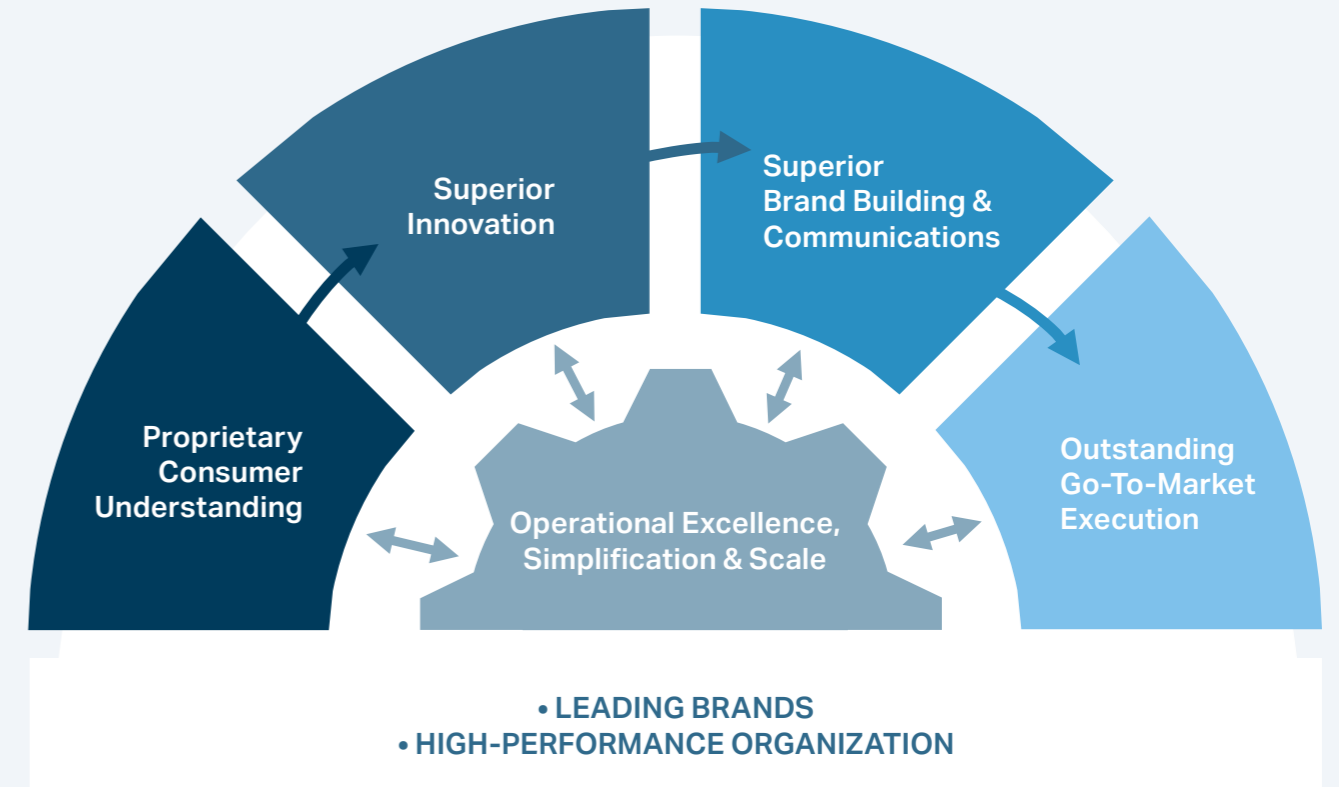 Proprietary
Consumer
Understanding
Superior
Innovation
Superior
Brand Building &
Communications
Outstanding
Go-To-Market
Execution
Operational Excellence,
Simplification & Scale
• LEADING BRANDS
• HIGH-PERFORMANCE ORGANIZATION